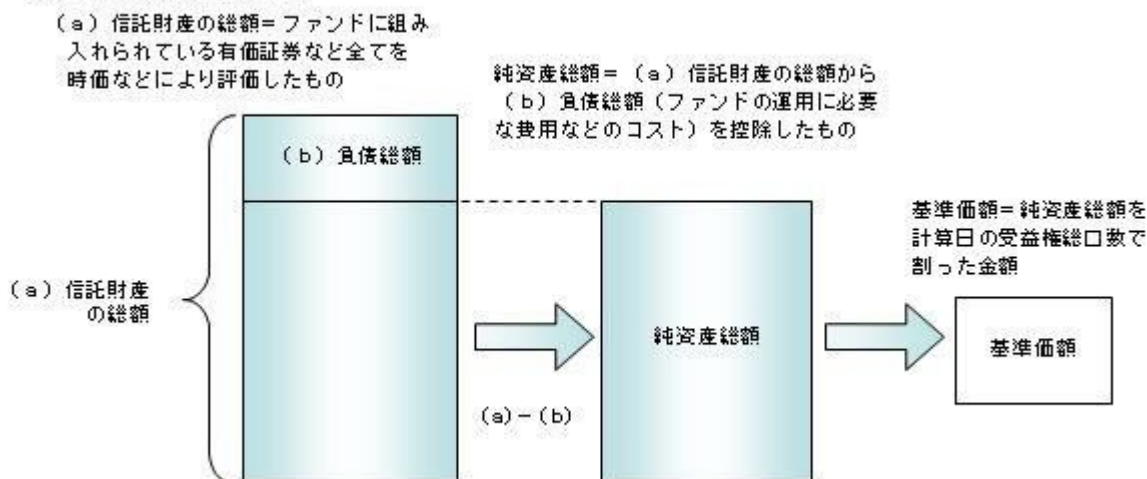 （a）信託財産の総額＝ファンドに組み
入れられている有価証券など全てを
時価などにより評価したもの
純資産総額＝（a）信託財産の総額から
（b）負債総額（ファンドの運用に必要
な費用などのコスト）を控除したもの
（b）負債総額
基準価額＝純資産総額を
計算日の受益権総口数で
割った金額
（a）信託財産
の総額
純資産総額
基準価額
（a）－（b）